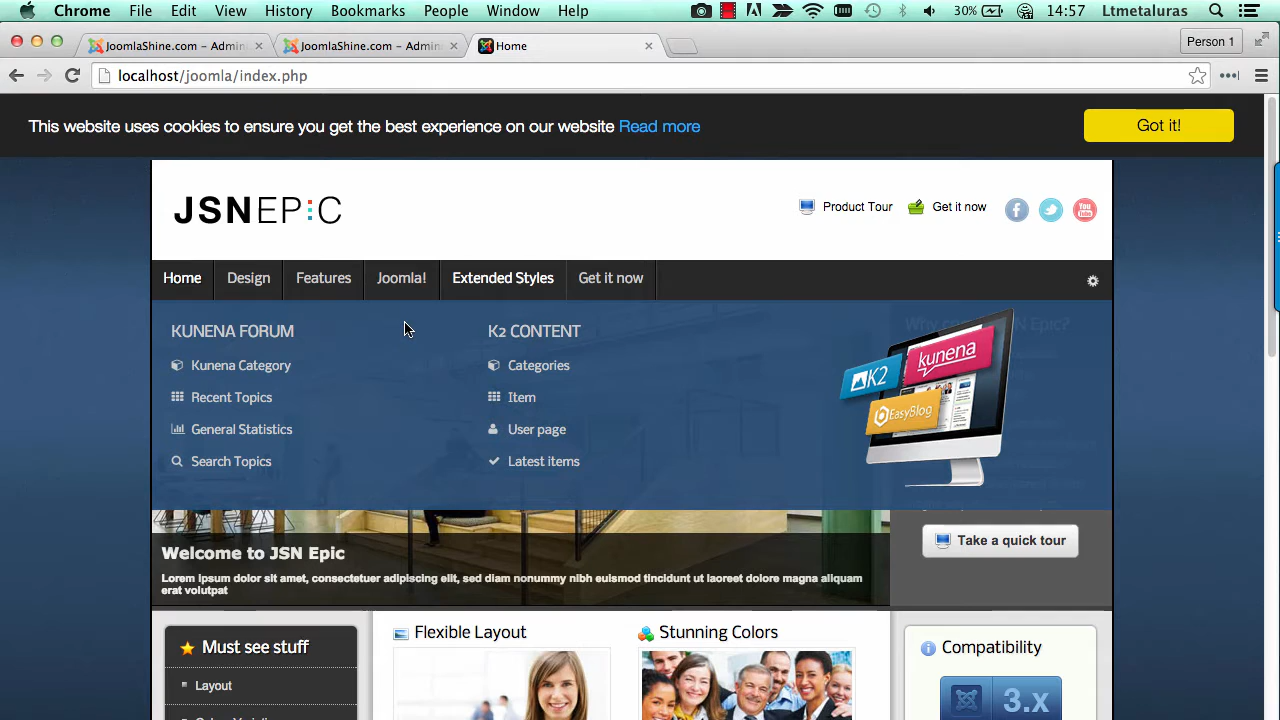 Chrome File Edit View History Bookmarks People Window Help 30% 14:57 Ltmetaluras
JoomlaShine.com – Admin JoomlaShine.com – Admin Home Person 1
localhost/joomla/index.php
This website uses cookies to ensure you get the best experience on our website Read more Got it!
JSNEPIC Product Tour Get it now You Tube
Home Design Features Joomla! Extended Styles Get it now
KUNENA FORUM K2 CONTENT
Kunena Category Categories
Recent Topics Item
General Statistics User page
Search Topics Latest items
K2 kunena EasyBlog
Take a quick tour
Welcome to JSN Epic
Lorem ipsum dolor sit amet, consectetuer adipiscing elit, sed diam nonummy nibh euismod tincidunt ut laoreet dolore magna aliquam
erat volutpat
Must see stuff Flexible Layout Stunning Colors Compatibility
Layout
3.x